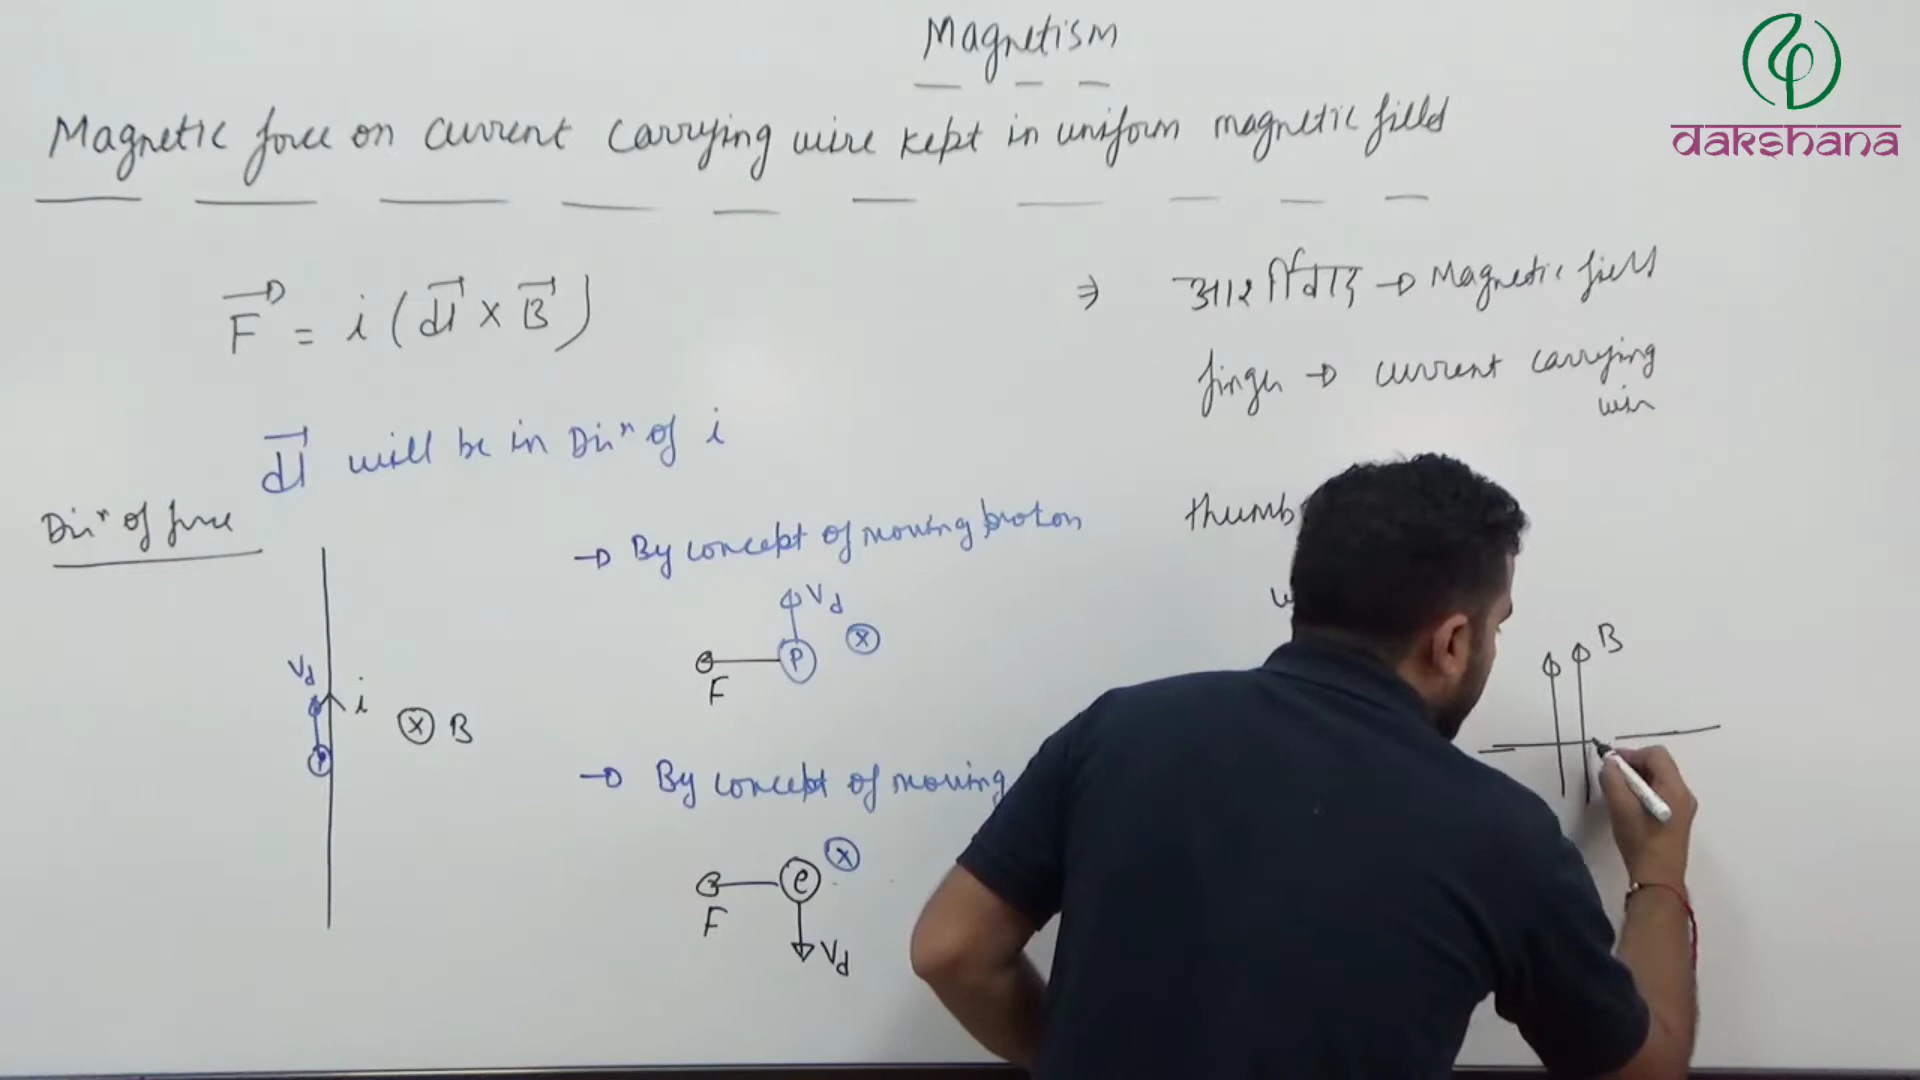 Magnetism
dakshana
Magnetic force on current carrying wire kept in uniform magnetic field
F = i ( dl × B )
dl will be in Dirⁿ of i
Dirⁿ of force
Vd
i
P
X B
→ By concept of moving proton
Vd
P
X
F
→ By concept of moving
e
X
F
Vd
⇒ → Magnetic field
finger → current carrying
wire
thumb
B